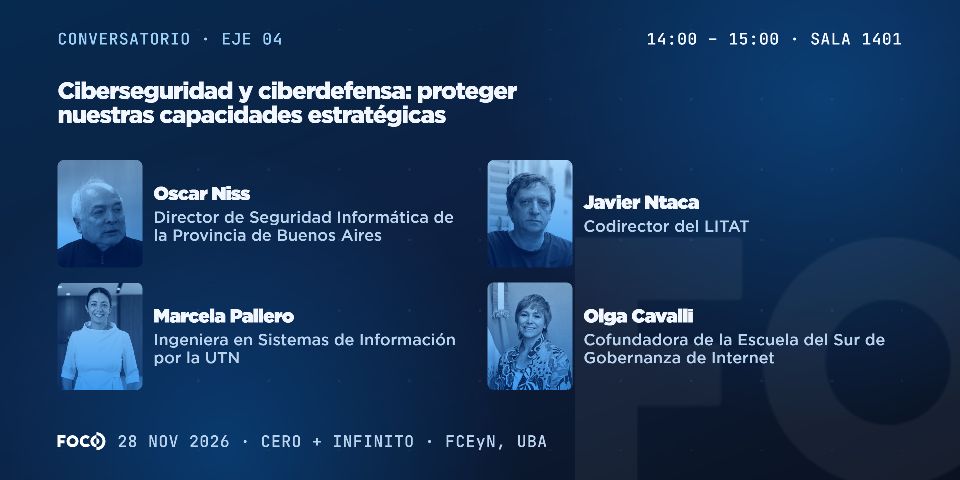 CONVERSATORIO · EJE 04
14:00 – 15:00 · SALA 1401
Ciberseguridad y ciberdefensa: proteger
nuestras capacidades estratégicas
Oscar Niss
Director de Seguridad Informática de
la Provincia de Buenos Aires
Javier Ntaca
Codirector del LITAT
Marcela Pallero
Ingeniera en Sistemas de Información
por la UTN
Olga Cavalli
Cofundadora de la Escuela del Sur de
Gobernanza de Internet
FOCO 28 NOV 2026 · CERO + INFINITO · FCEyN, UBA
FO